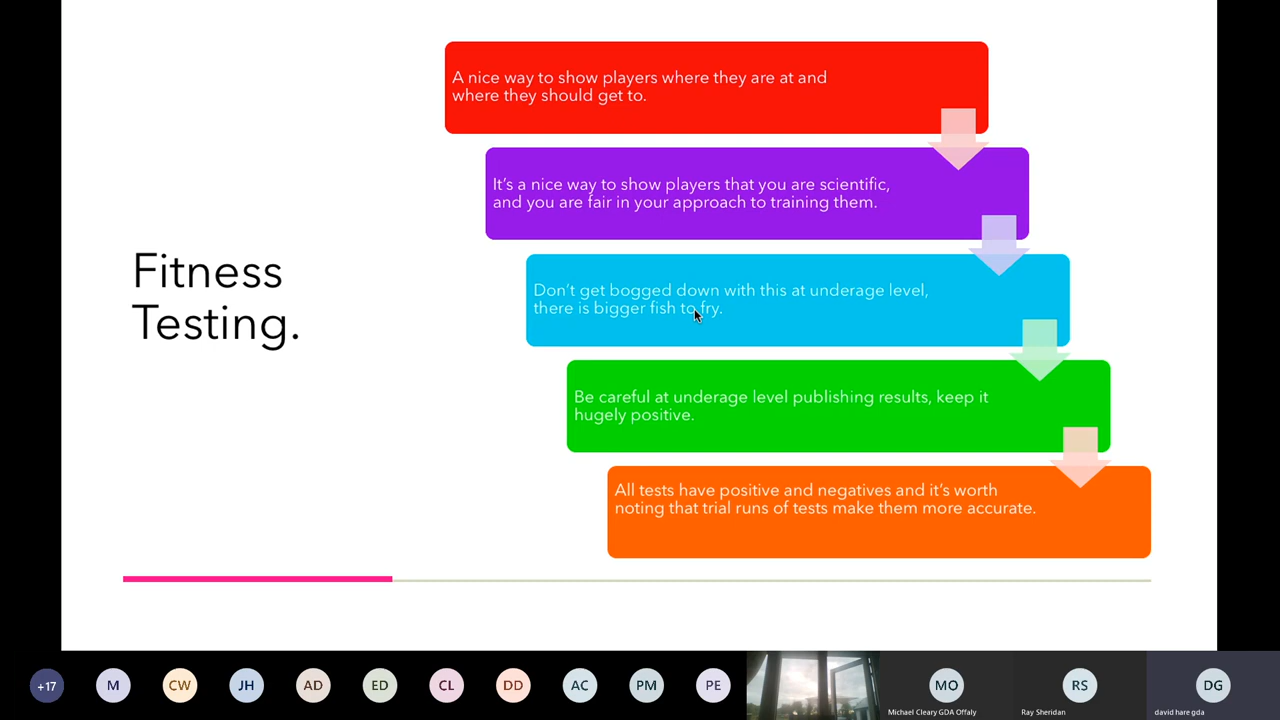 Fitness
Testing.
A nice way to show players where they are at and
where they should get to.
It's a nice way to show players that you are scientific,
and you are fair in your approach to training them.
Don't get bogged down with this at underage level,
there is bigger fish to fry.
Be careful at underage level publishing results, keep it
hugely positive.
All tests have positive and negatives and it's worth
noting that trial runs of tests make them more accurate.
+17
M
CW
JH
AD
ED
CL
DD
AC
PM
PE
MO
RS
DG
Michael Cleary GDA Offaly
Ray Sheridan
david hare gda